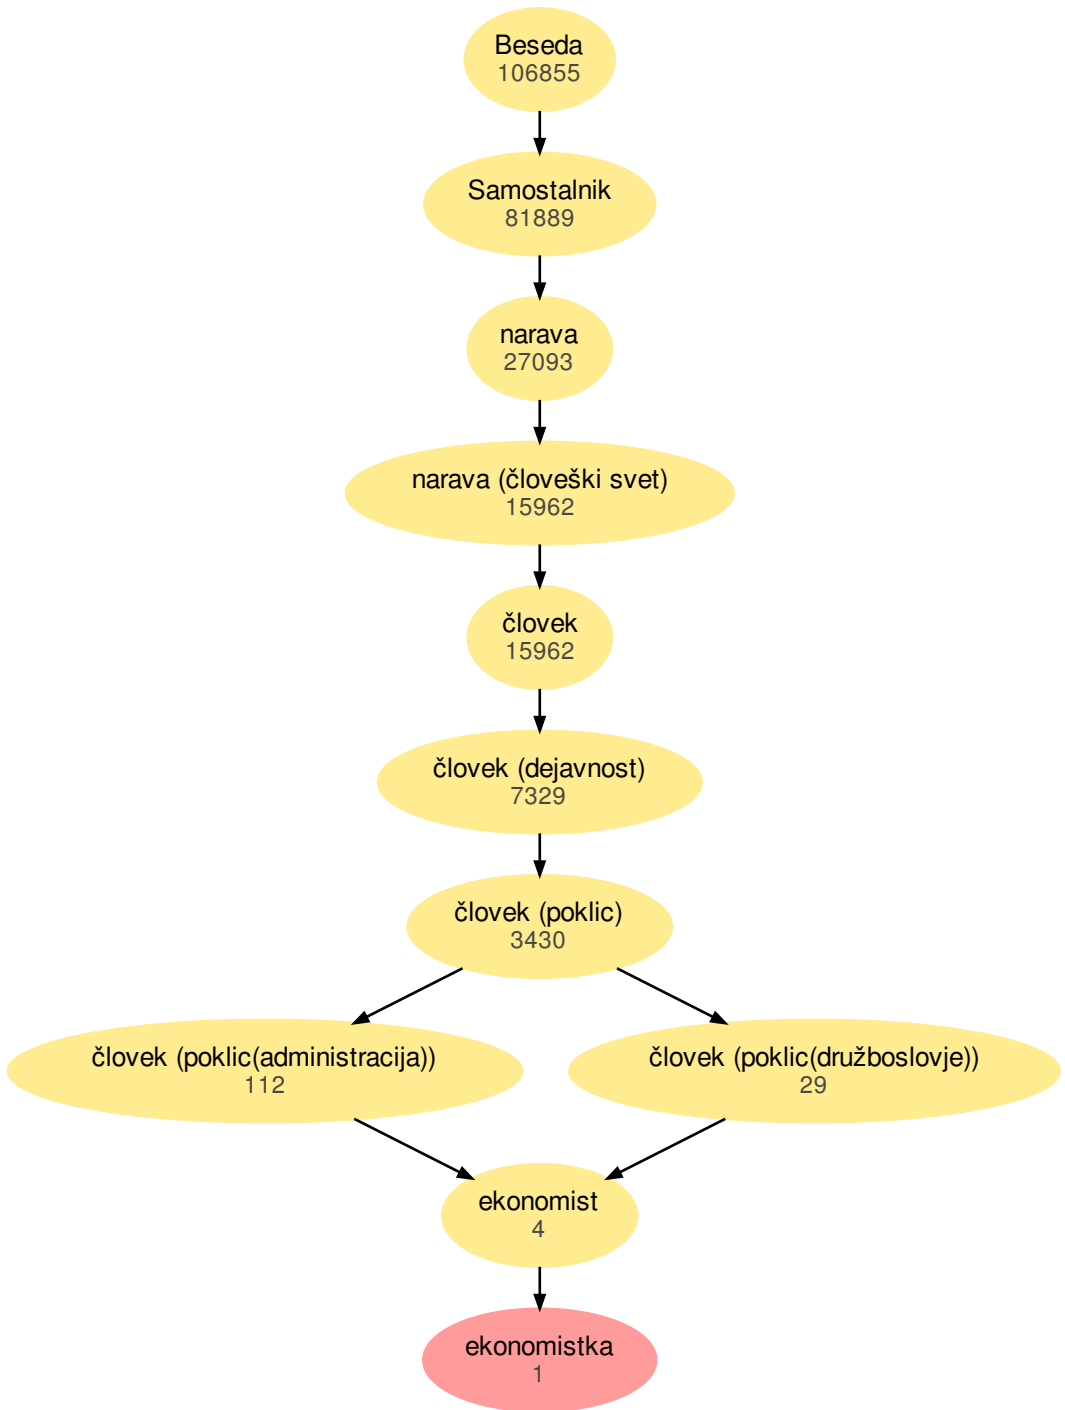 Beseda
106855
Samostalnik
81889
narava
27093
narava (človeški svet)
15962
človek
15962
človek (dejavnost)
7329
človek (poklic)
3430
človek (poklic(administracija))
112
človek (poklic(družboslovje))
29
ekonomist
4
ekonomistka
1